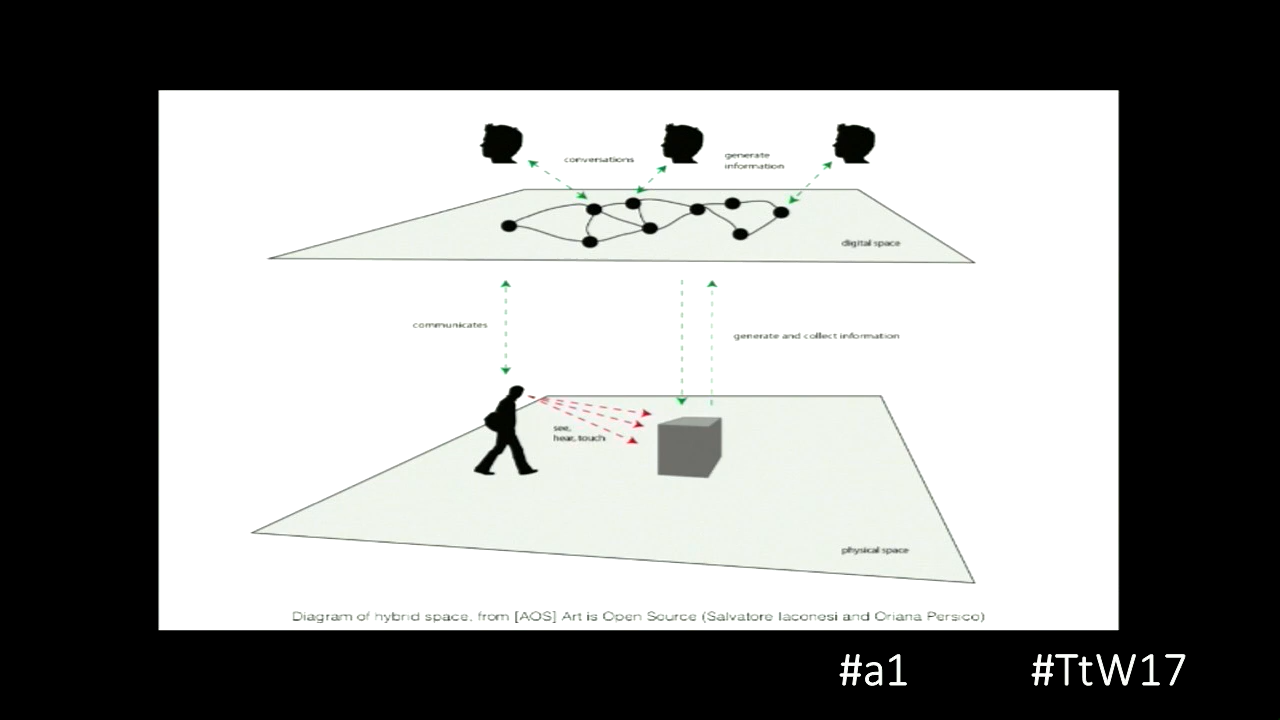 conversations
generate
information
digital space
communicates
generate and collect information
see,
hear, touch
physical space
Diagram of hybrid space, from [AOS] Art is Open Source (Salvatore Iaconesi and Oriana Persico)
#a1 #TtW17